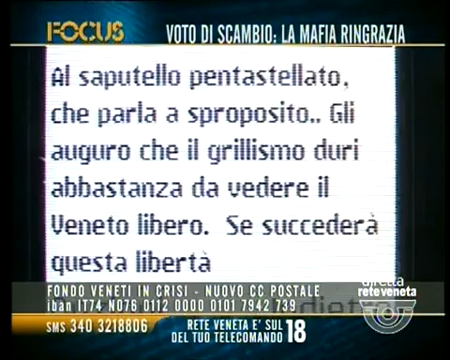 FOCUS
VOTO DI SCAMBIO: LA MAFIA RINGRAZIA
Al saputello pentastellato,
che parla a sproposito.. Gli
auguro che il grillismo duri
abbastanza da vedere il
Veneto libero. Se succederà
questa libertà
diretta
reteveneta
FONDO VENETI IN CRISI - NUOVO CC POSTALE
iban IT74 N076 0112 0000 0101 7942 739
SMS 340 3218806
RETE VENETA E' SUL
DEL TUO TELECOMANDO 18